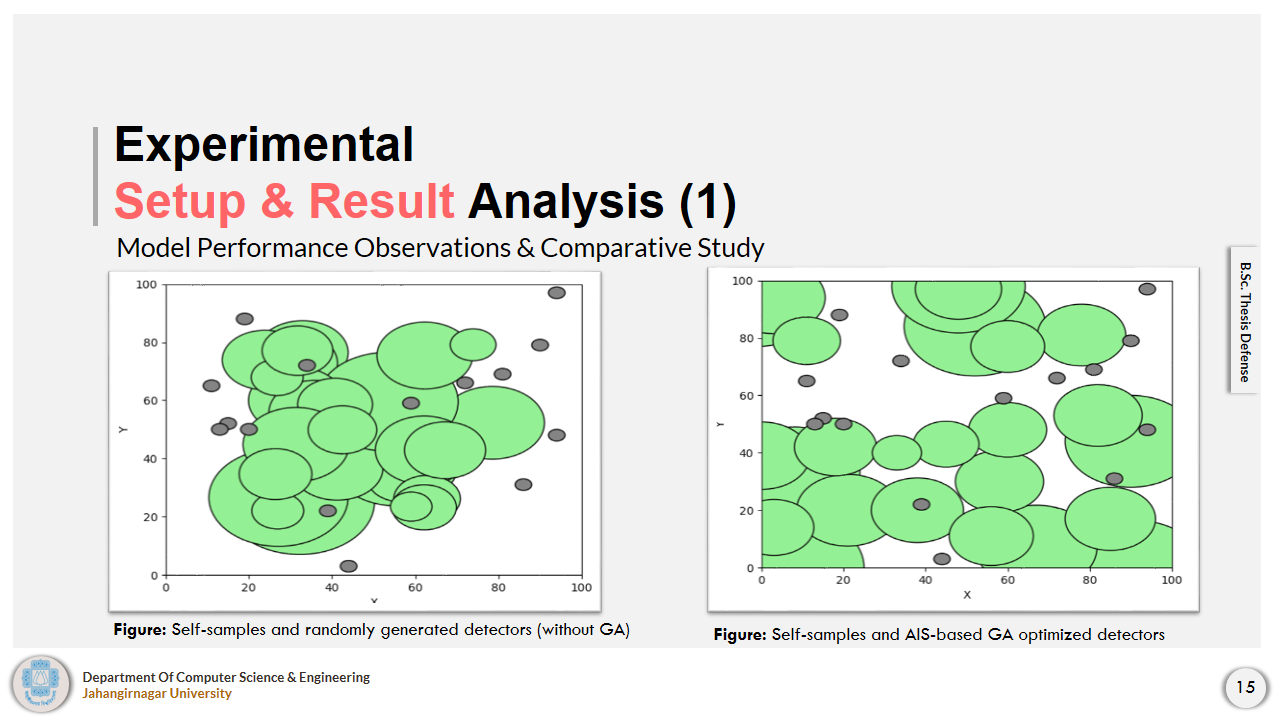 Experimental
Setup & Result Analysis (1)
Model Performance Observations & Comparative Study
B.Sc. Thesis Defense
100
80
60
40
20
0
Y
0 20 40 60 80 100
Figure: Self-samples and randomly generated detectors (without GA)
100
80
60
40
20
0
Y
0 20 40 60 80 100
X
Figure: Self-samples and AIS-based GA optimized detectors
Department Of Computer Science & Engineering
Jahangirnagar University
15